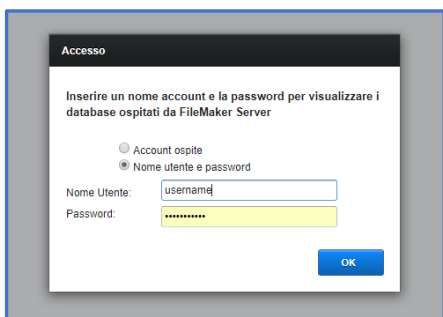 Accesso
Inserire un nome account e la password per visualizzare i
database ospitati da FileMaker Server
Account ospite
Nome utente e password
Nome Utente: username
Password: •••••••••••
OK